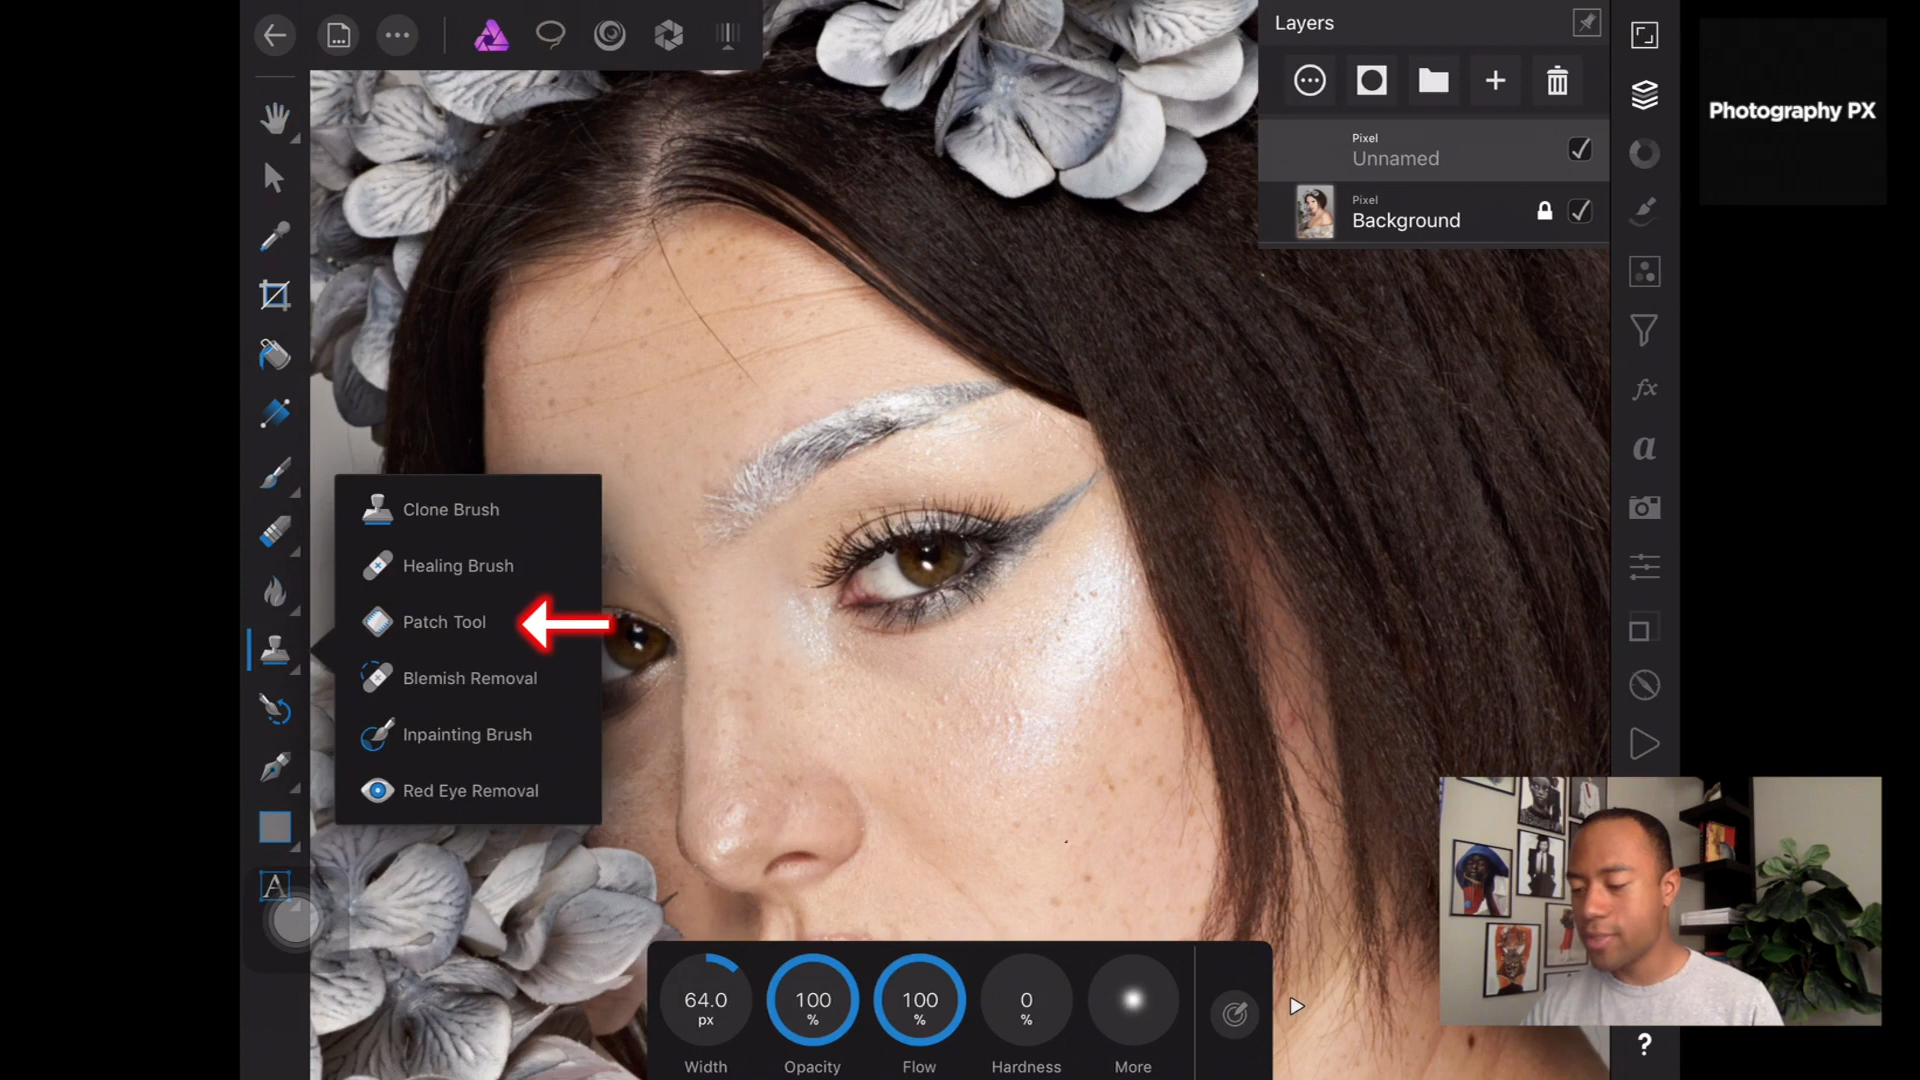 Layers
Photography PX
Pixel
Unnamed
Pixel
Background
fx
a
Clone Brush
Healing Brush
Patch Tool
Blemish Removal
Inpainting Brush
Red Eye Removal
A
64.0
px
100
%
100
%
0
%
Width
Opacity
Flow
Hardness
More
?